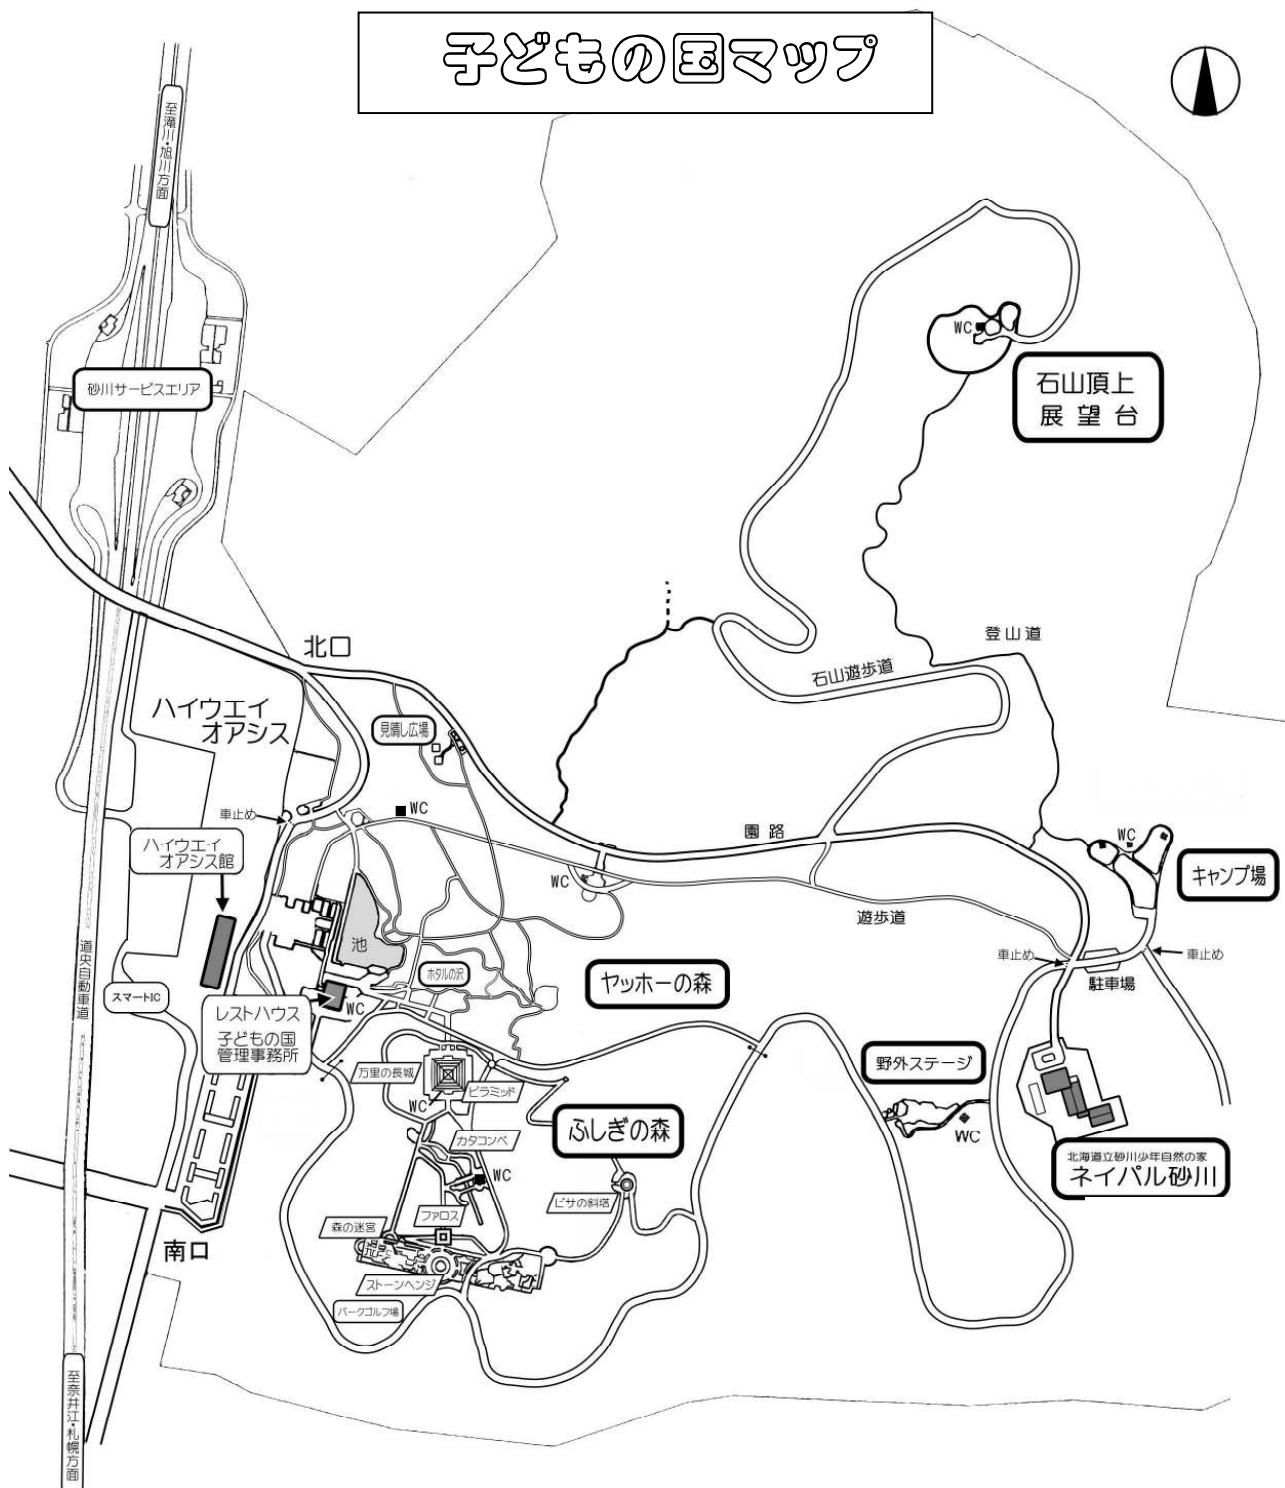 子どもの国マップ
至滝川・旭川方面
砂川サービスエリア
WC
石山頂上
展望台
北口
登山道
石山遊歩道
ハイウエイ
オアシス
見晴し広場
車止め
WC
園路
WC
キャンプ場
ハイウエイ
オアシス館
WC
遊歩道
池
道央自動車道
車止め
車止め
ホタルの沢
ヤッホーの森
駐車場
スマートIC
レストハウス
子どもの国
管理事務所
WC
万里の長城
ピラミッド
野外ステージ
WC
ふしぎの森
カタコンベ
WC
WC
北海道立砂川少年自然の家
ネイパル砂川
ピサの斜塔
ファロス
森の迷宮
南口
ストーンヘンジ
パークゴルフ場
至奈井江・札幌方面